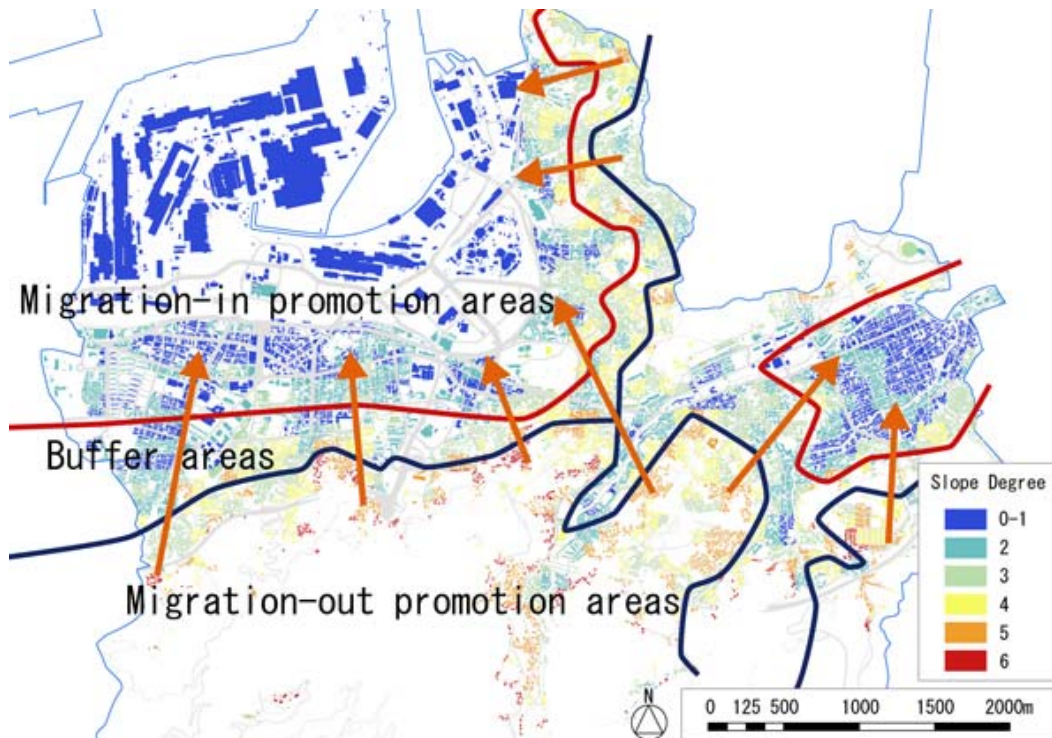 Migration-in promotion areas
Buffer areas
Migration-out promotion areas
Slope Degree
0-1
2
3
4
5
6
N
0 125 500 1000 1500 2000m